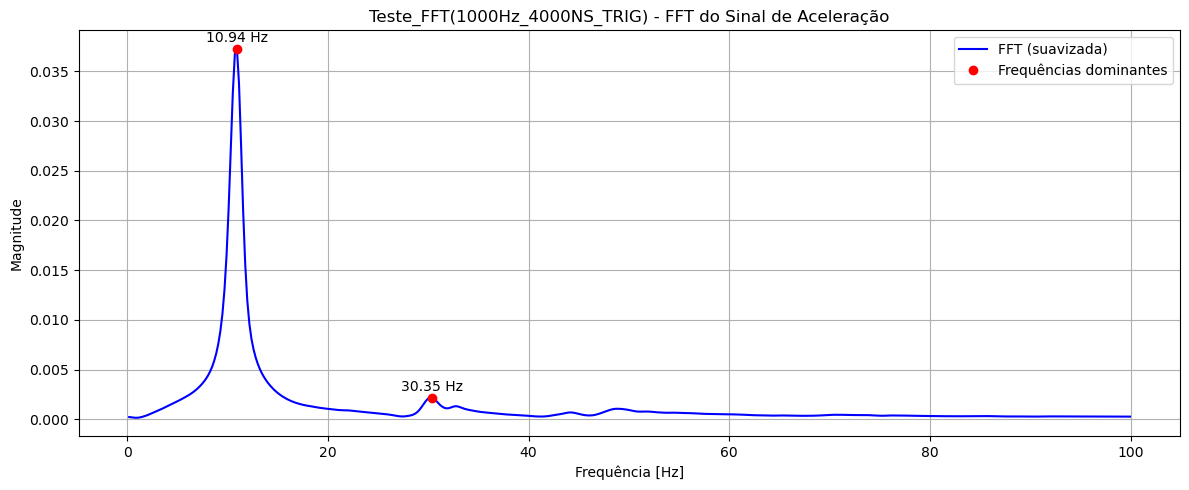 Teste_FFT(1000Hz_4000NS_TRIG) - FFT do Sinal de Aceleração
10.94 Hz
FFT (suavizada)
Frequências dominantes
30.35 Hz
Magnitude
0.035
0.030
0.025
0.020
0.015
0.010
0.005
0.000
0
20
40
60
80
100
Frequência [Hz]